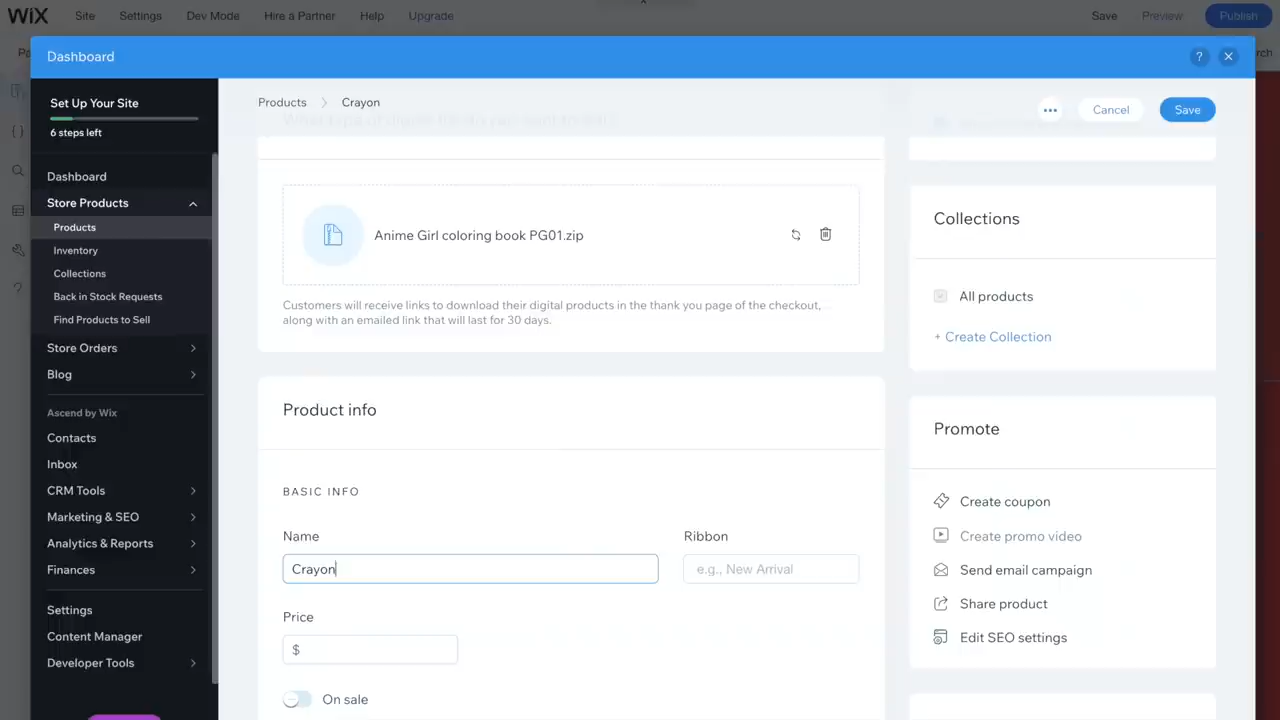 WiX
Site
Settings
Dev Mode
Hire a Partner
Help
Upgrade
Save
Preview
Publish
Dashboard
?
Set Up Your Site
6 steps left
Dashboard
Store Products
Products
Inventory
Collections
Back in Stock Requests
Find Products to Sell
Store Orders
Blog
Ascend by Wix
Contacts
Inbox
CRM Tools
Marketing & SEO
Analytics & Reports
Finances
Settings
Content Manager
Developer Tools
Products > Crayon
Cancel
Save
Anime Girl coloring book PG01.zip
Customers will receive links to download their digital products in the thank you page of the checkout,
along with an emailed link that will last for 30 days.
Product info
BASIC INFO
Name
Ribbon
Crayon
e.g., New Arrival
Price
$
On sale
Collections
All products
+ Create Collection
Promote
Create coupon
Create promo video
Send email campaign
Share product
Edit SEO settings